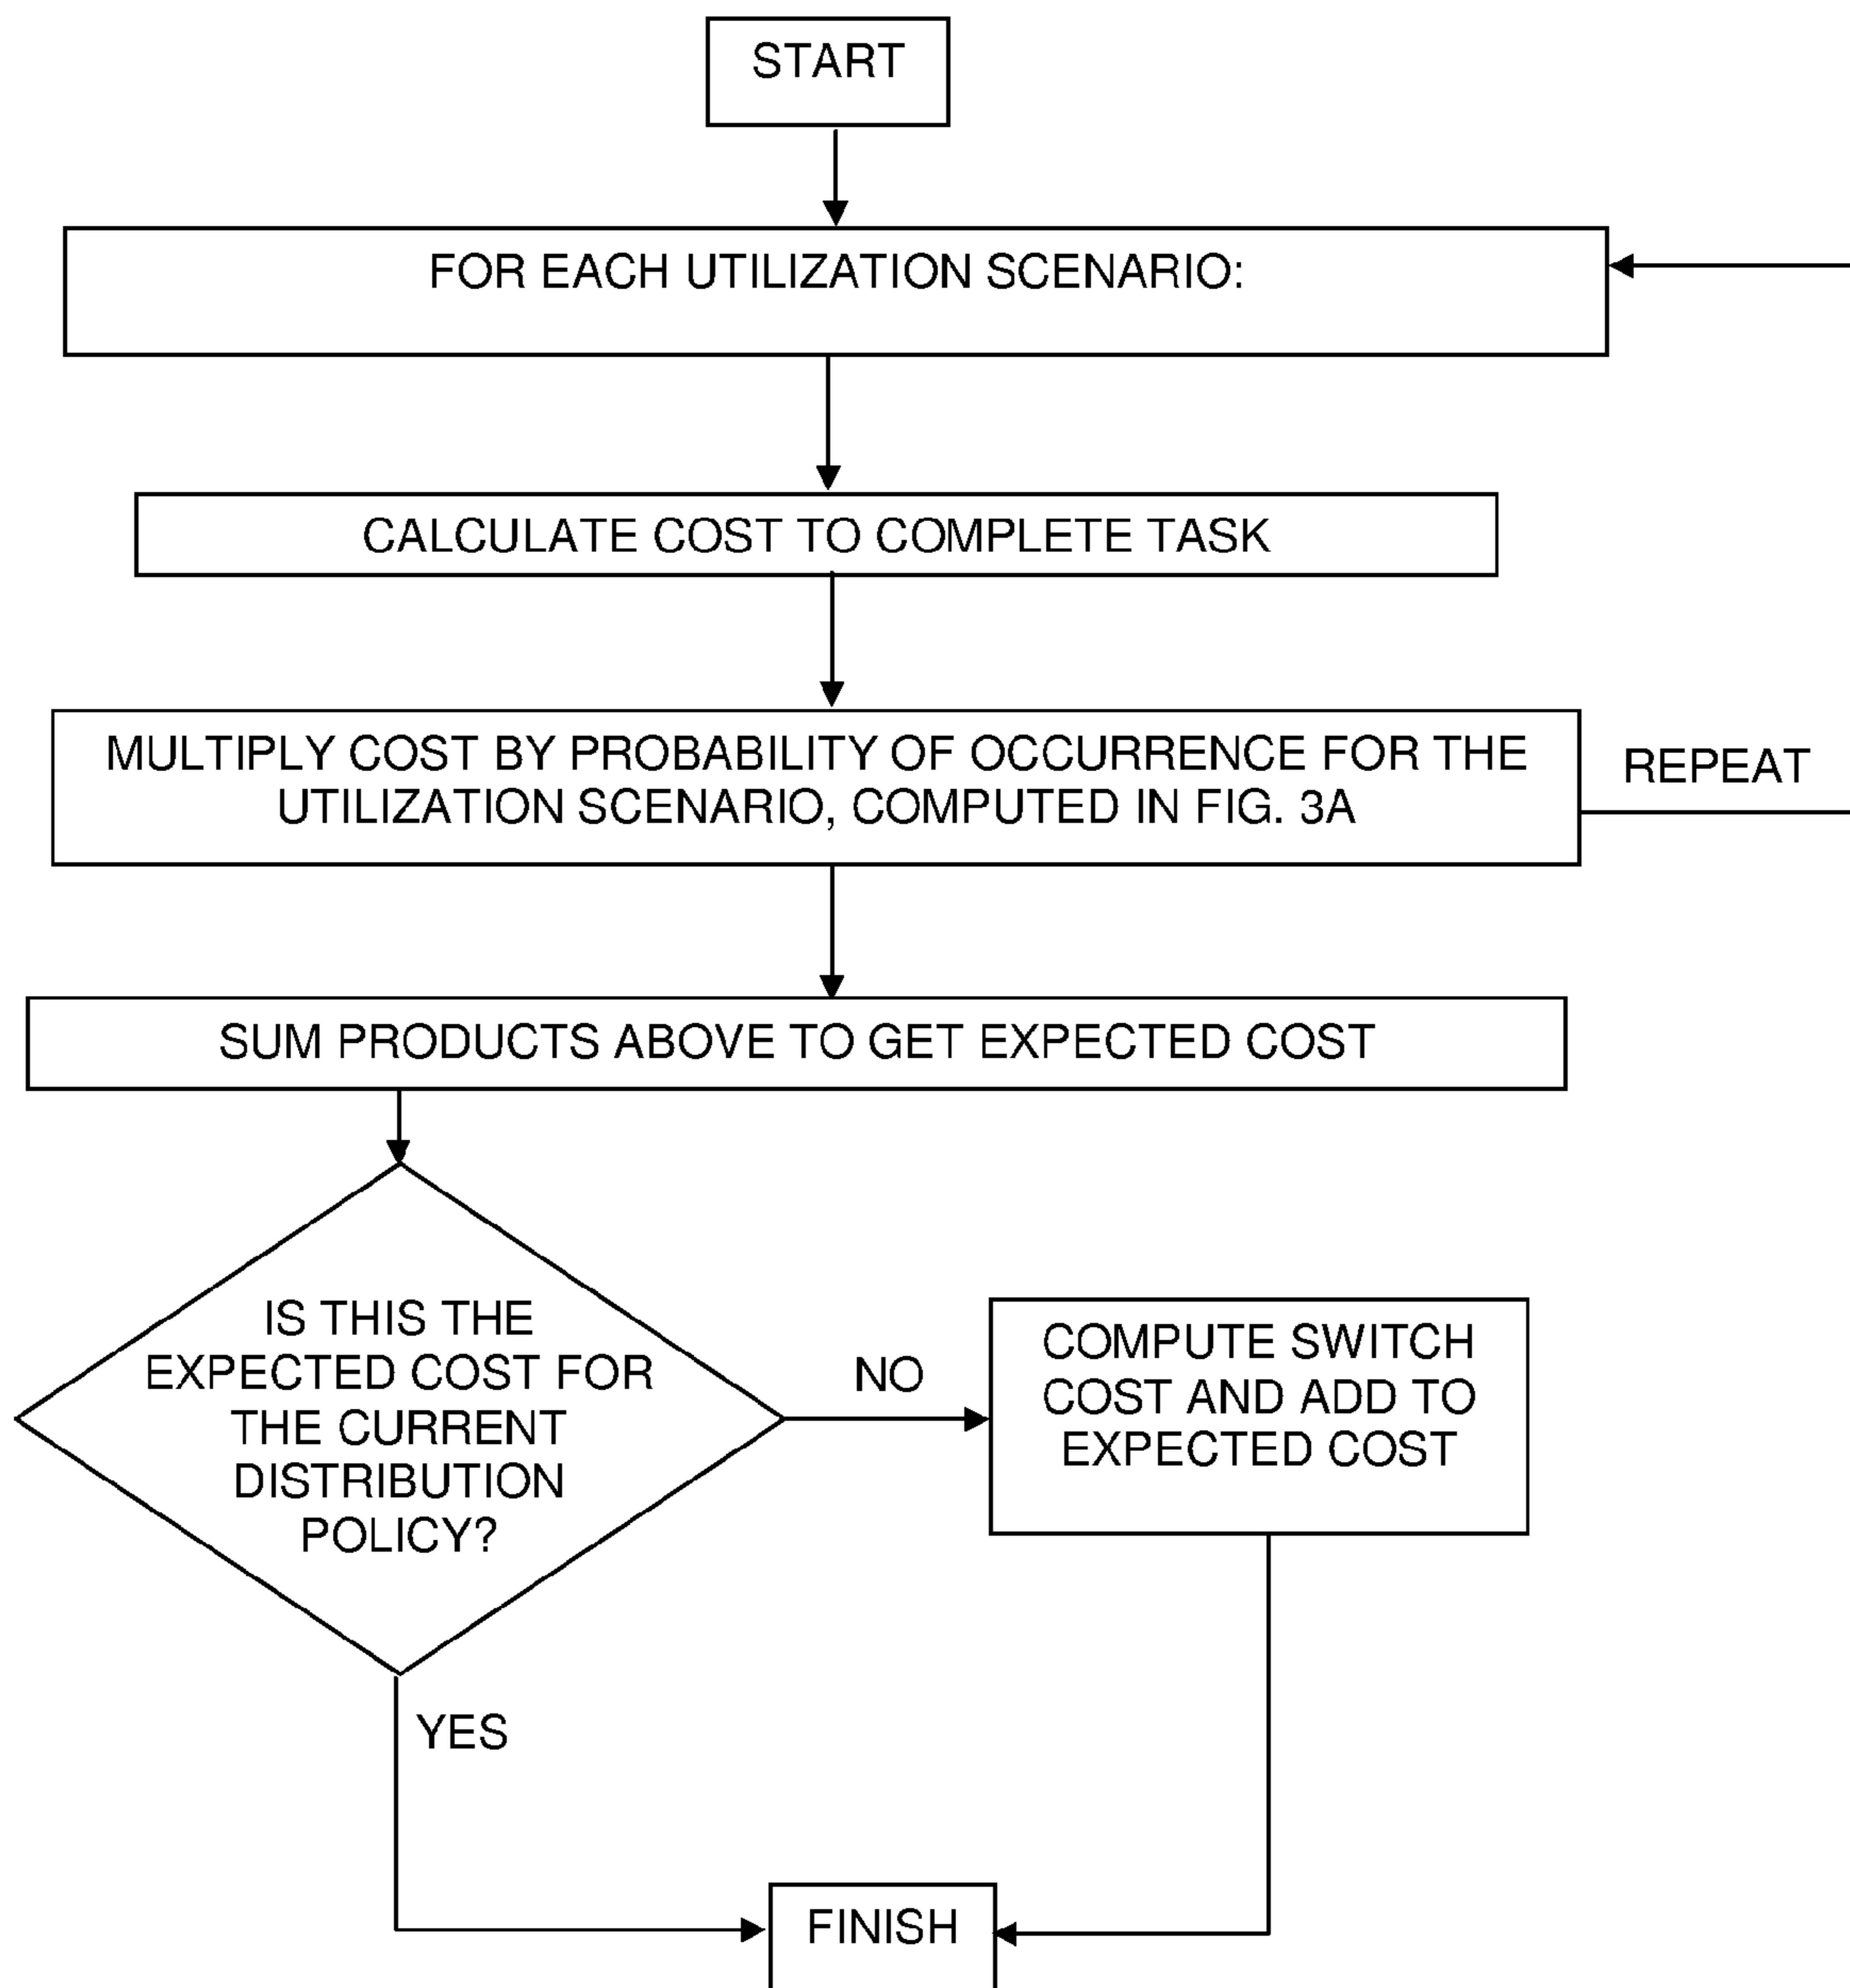 START
FOR EACH UTILIZATION SCENARIO:
CALCULATE COST TO COMPLETE TASK
MULTIPLY COST BY PROBABILITY OF OCCURRENCE FOR THE
UTILIZATION SCENARIO, COMPUTED IN FIG. 3A
REPEAT
SUM PRODUCTS ABOVE TO GET EXPECTED COST
IS THIS THE
EXPECTED COST FOR
THE CURRENT
DISTRIBUTION
POLICY?
NO
COMPUTE SWITCH
COST AND ADD TO
EXPECTED COST
YES
FINISH